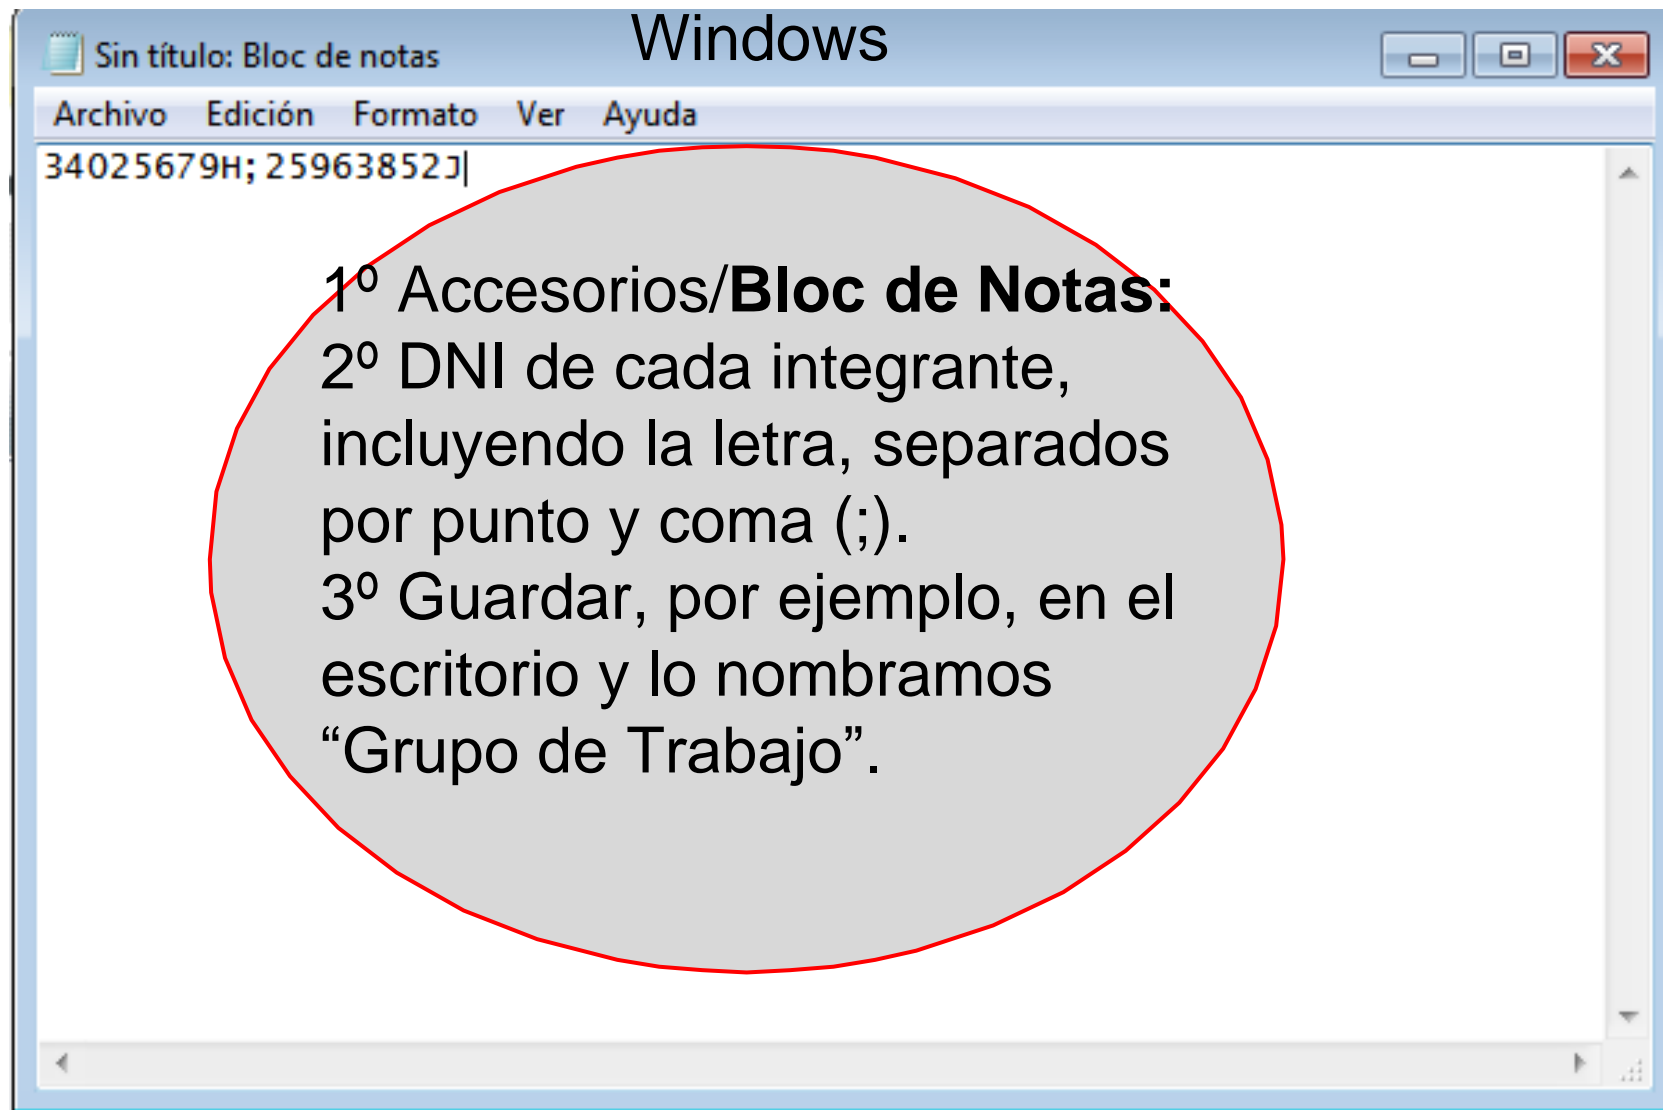 Windows
Sin título: Bloc de notas
Archivo Edición Formato Ver Ayuda
34025679H;25963852J
1º Accesorios/Bloc de Notas:
2º DNI de cada integrante,
incluyendo la letra, separados
por punto y coma (;).
3º Guardar, por ejemplo, en el
escritorio y lo nombramos
“Grupo de Trabajo”.